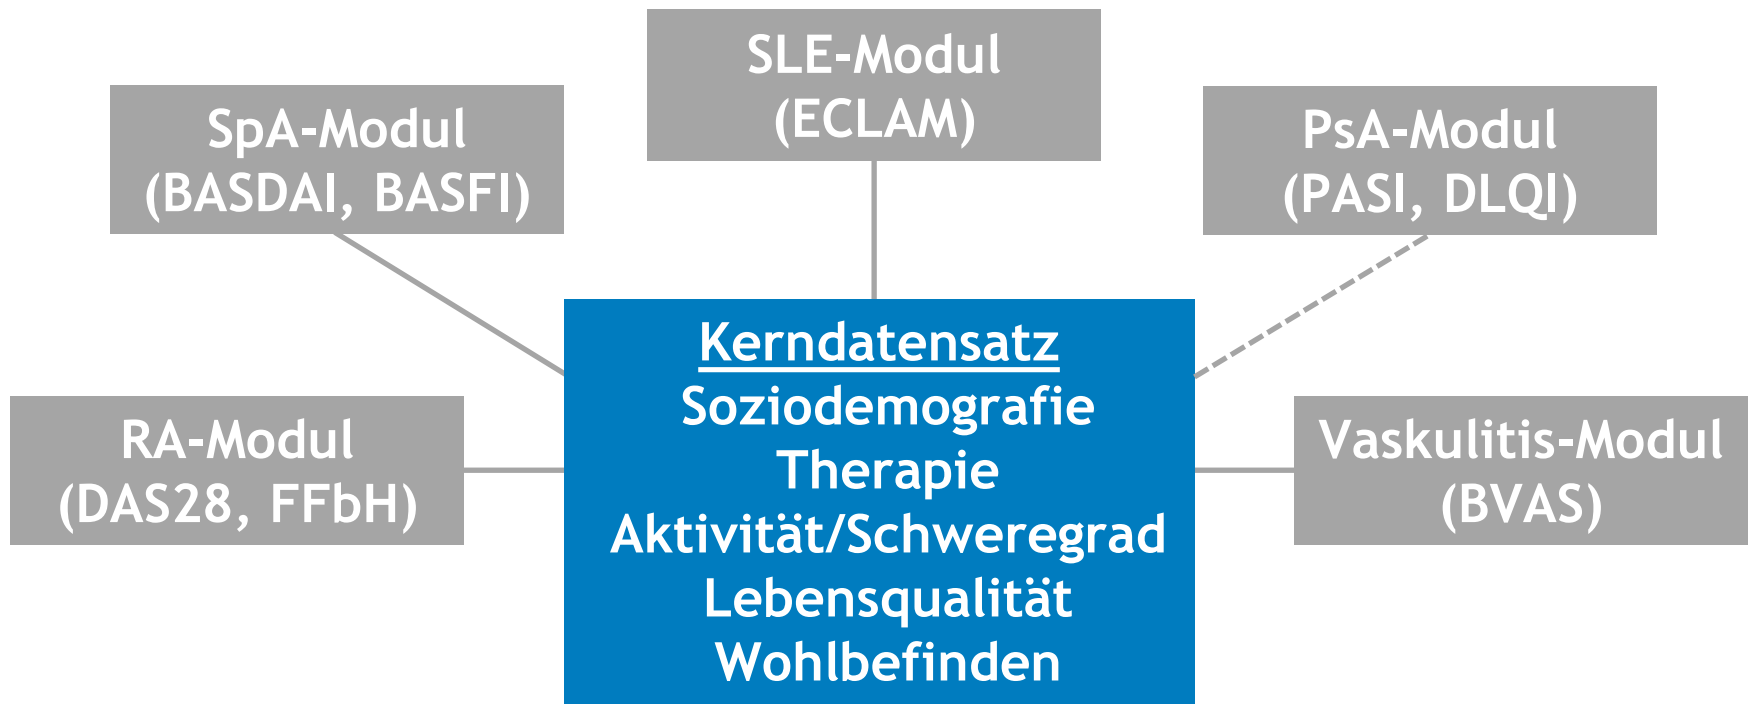 SLE-Modul
(ECLAM)
SpA-Modul
(BASDAI, BASFI)
PsA-Modul
(PASI, DLQI)
Kerndatensatz
Soziodemografie
Therapie
Aktivität/Schweregrad
Lebensqualität
Wohlbefinden
RA-Modul
(DAS28, FFbH)
Vaskulitis-Modul
(BVAS)